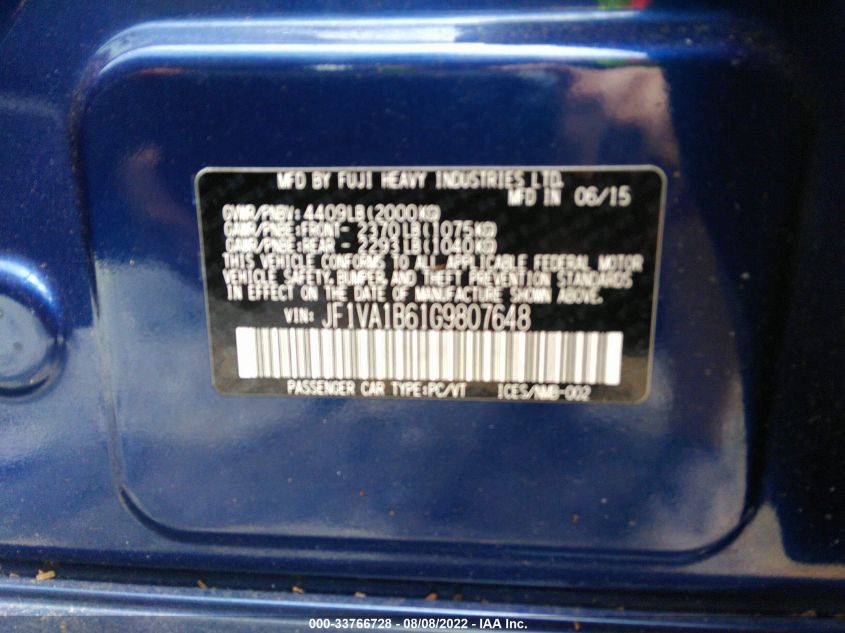 MFD BY FUJI HEAVY INDUSTRIES LTD.
MFD IN 06/15
GVWR/PNBV: 4409LB(2000KG)
GAWR/PNBE:FRONT- 2370LB(1075KG)
GAWR/PNBE:REAR - 2293LB(1040KG)
THIS VEHICLE CONFORMS TO ALL APPLICABLE FEDERAL MOTOR
VEHICLE SAFETY, BUMPER, AND THEFT PREVENTION STANDARDS
IN EFFECT ON THE DATE OF MANUFACTURE SHOWN ABOVE.
VIN: JF1VA1B61G9807648
PASSENGER CAR TYPE:PC/VT ICES/NMB-002
000-33766728 - 08/08/2022 - IAA Inc.